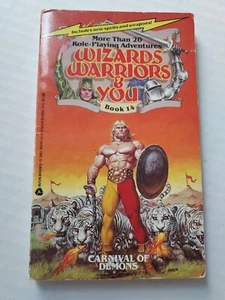 Includes new spells and weapons!
More Than 20
Role-Playing Adventures
WIZARDS
WARRIORS &
YOU
Book 14
CARNIVAL OF
DEMONS